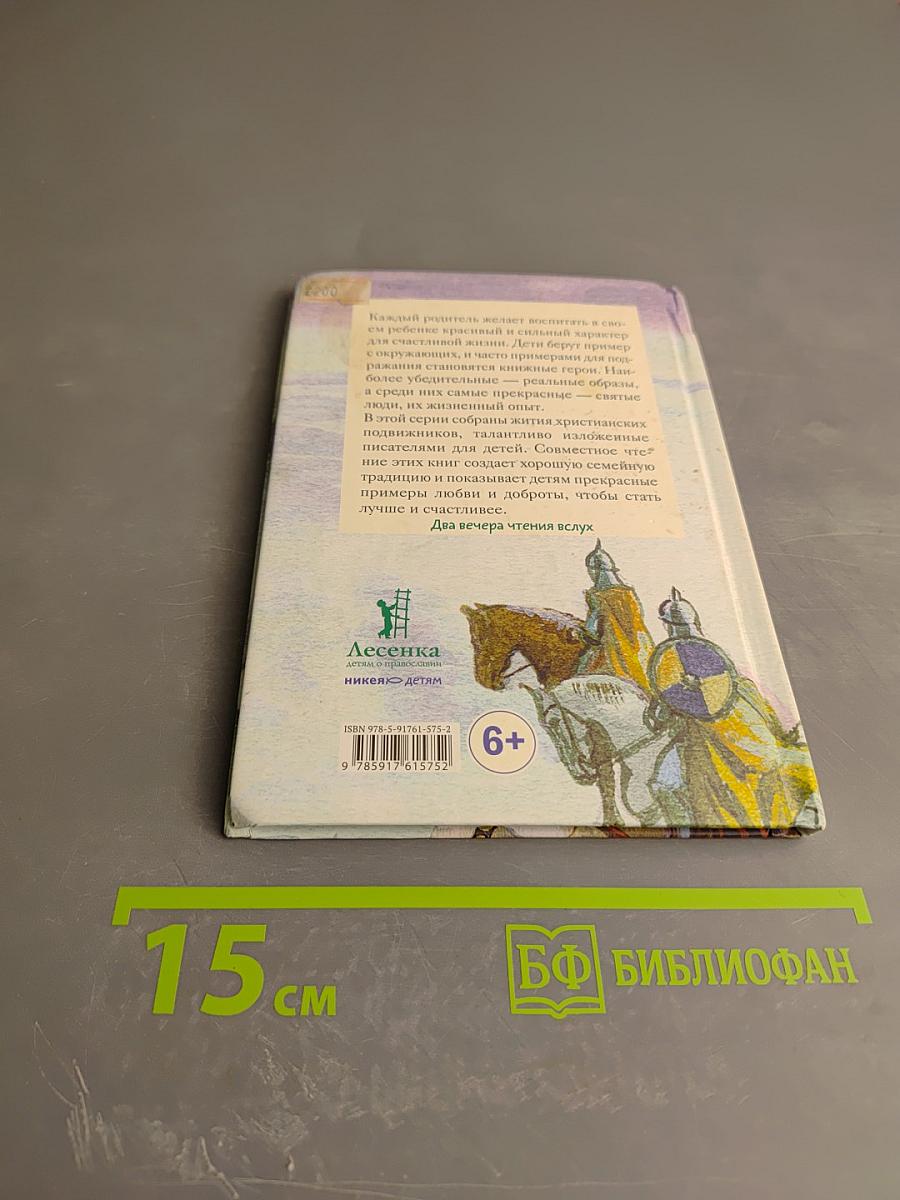 Каждый родитель желает воспитать в сво-
ем ребенке красивый и сильный характер
для счастливой жизни. Дети берут пример
с окружающих, и часто примерами для под-
ражания становятся книжные герои. Наи-
более убедительные — реальные образы,
а среди них самые прекрасные — святые
люди, их жизненный опыт.
В этой серии собраны жития христианских
подвижников, талантливо изложенные
писателями для детей. Совместное чте-
ние этих книг создает хорошую семейную
традицию и показывает детям прекрасные
примеры любви и доброты, чтобы стать
лучше и счастливее.
Два вечера чтения вслух
Лесенка
детям о православии
никея детям
ISBN 978-5-91761-575-2
9 785917 615752
6+
15 см
БФ БИБЛИОФАН